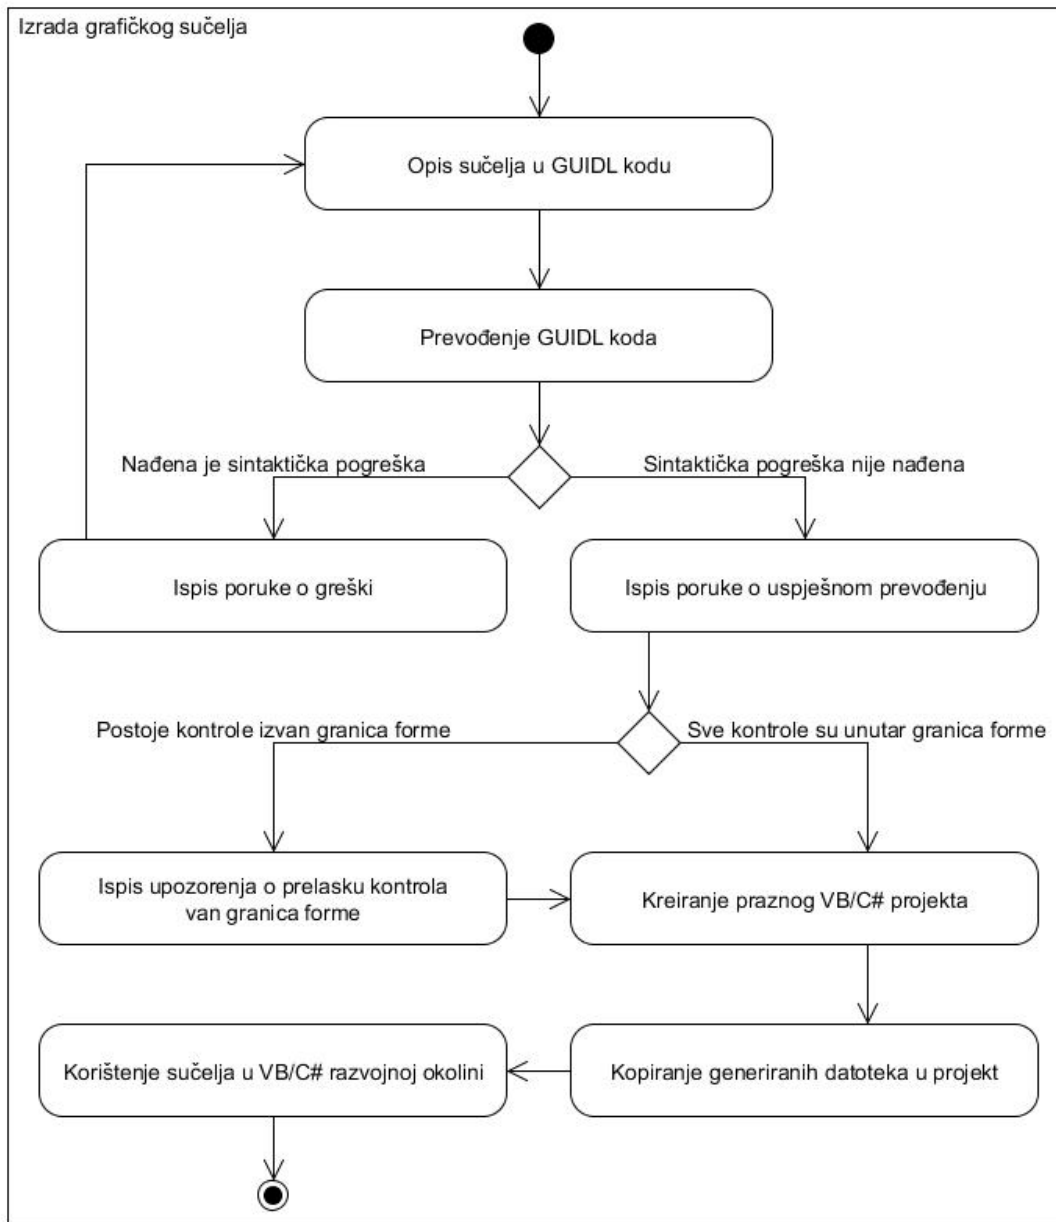 Izrada grafičkog sučelja
Opis sučelja u GUIDL kodu
Prevođenje GUIDL koda
Nađena je sintaktička pogreška
Sintaktička pogreška nije nađena
Ispis poruke o greški
Ispis poruke o uspješnom prevođenju
Postoje kontrole izvan granica forme
Sve kontrole su unutar granica forme
Ispis upozorenja o prelasku kontrola
van granica forme
Kreiranje praznog VB/C# projekta
Korištenje sučelja u VB/C# razvojnoj okolini
Kopiranje generiranih datoteka u projekt